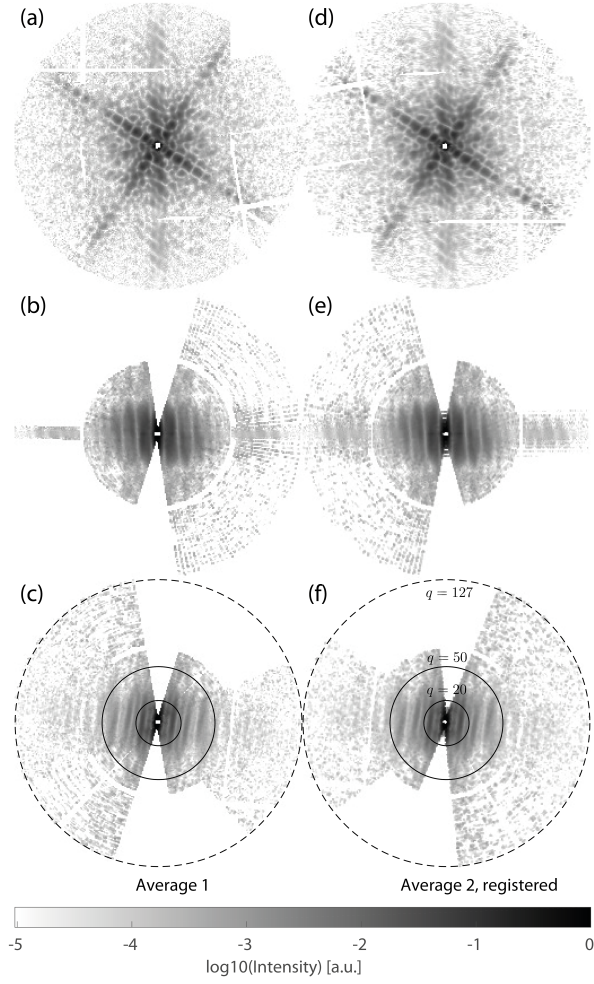 (a)
(d)
(b)
(e)
(c)
(f)
q = 127
q = 50
q = 20
Average 1
Average 2, registered
-5
-4
-3
-2
-1
0
log10(Intensity) [a.u.]